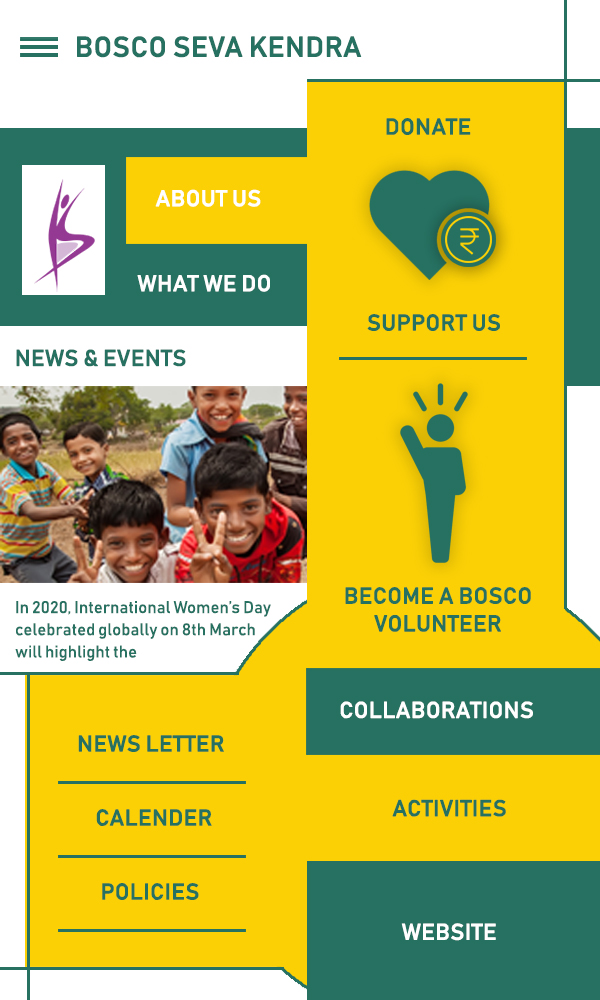 BOSCO SEVA KENDRA
DONATE
ABOUT US
WHAT WE DO
SUPPORT US
NEWS & EVENTS
In 2020, International Women's Day
celebrated globally on 8th March
will highlight the
BECOME A BOSCO
VOLUNTEER
COLLABORATIONS
NEWS LETTER
CALENDER
POLICIES
ACTIVITIES
WEBSITE